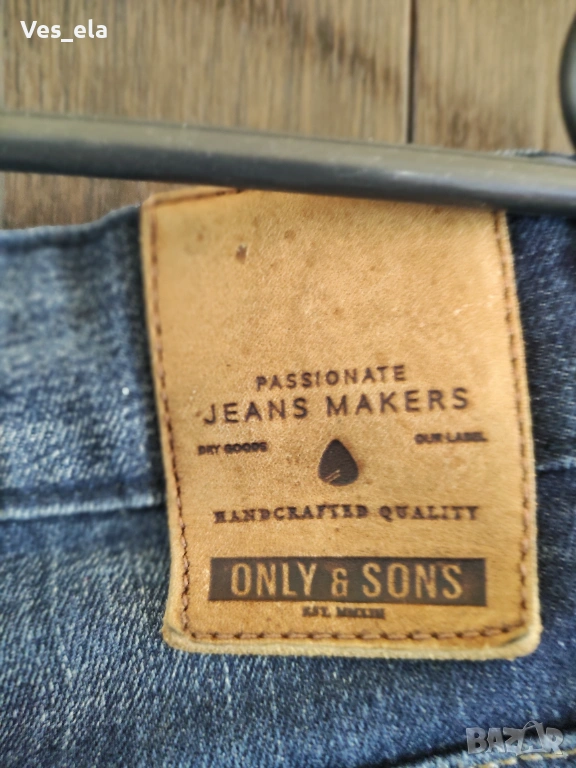 Ves_ela
PASSIONATE
JEANS MAKERS
DRY GOODS OUR LABEL
HANDCRAFTED QUALITY
ONLY & SONS
EST. MMXIII
BAZAR